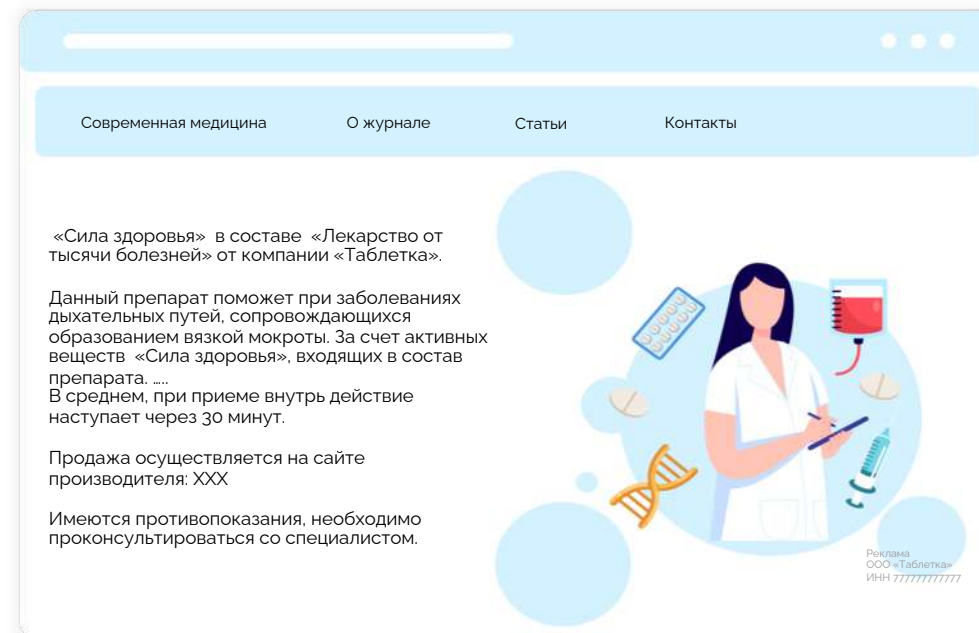 Современная медицина
О журнале
Статьи
Контакты
«Сила здоровья» в составе «Лекарство от
тысячи болезней» от компании «Таблетка».
Данный препарат поможет при заболеваниях
дыхательных путей, сопровождающихся
образованием вязкой мокроты. За счет активных
веществ «Сила здоровья», входящих в состав
препарата. .....
В среднем, при приеме внутрь действие
наступает через 30 минут.
Продажа осуществляется на сайте
производителя: ХХХ
Имеются противопоказания, необходимо
проконсультироваться со специалистом.
Реклама
ООО «Таблетка»
ИНН 777777777777